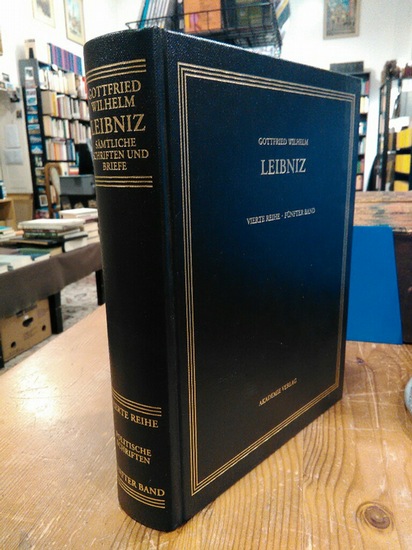 GOTTFRIED
WILHELM
LEIBNIZ
SÄMTLICHE
SCHRIFTEN UND
BRIEFE
VIERTE REIHE
POLITISCHE
SCHRIFTEN
FÜNFTER BAND
GOTTFRIED WILHELM
LEIBNIZ
VIERTE REIHE · FÜNFTER BAND
AKADEMIE VERLAG